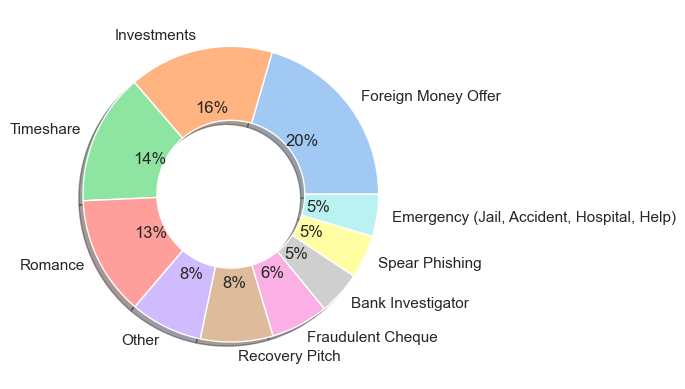 Investments
Foreign Money Offer
16%
20%
Timeshare
14%
5%
Emergency (Jail, Accident, Hospital, Help)
13%
5%
5%
Spear Phishing
Romance
8%
8%
6%
Bank Investigator
Other
Fraudulent Cheque
Recovery Pitch